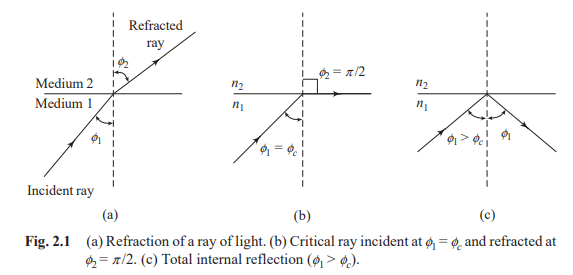 Refracted
ray
ϕ2
Medium 2
Medium 1
ϕ1
Incident ray
(a)
ϕ2 = π/2
n2
n1
ϕ1 = ϕc
(b)
n2
n1
ϕ1 > ϕc
ϕ1
(c)
Fig. 2.1 (a) Refraction of a ray of light. (b) Critical ray incident at ϕ1 = ϕc and refracted at
ϕ2 = π/2. (c) Total internal reflection (ϕ1 > ϕc).